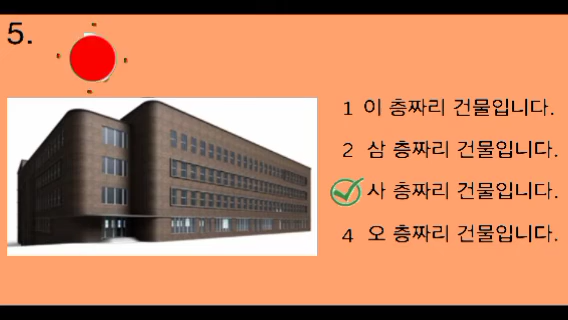 5.
1 이 층짜리 건물입니다.
2 삼 층짜리 건물입니다.
사 층짜리 건물입니다.
4 오 층짜리 건물입니다.